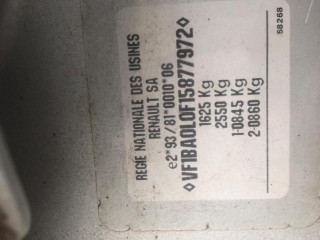 REGIE NATIONALE DES USINES
RENAULT SA
e2*93/81*0010*06
◊VF1BA0L0F15877972◊
1625 Kg
2550 Kg
1-0845 Kg
2-0860 Kg
58268